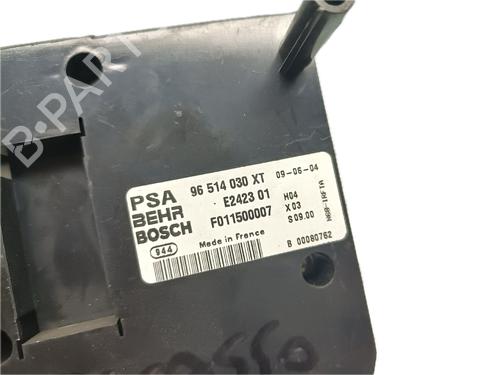 PSA
BEHR
BOSCH
944
96 514 030 XT
E2423 01
F011500007
Made in France
09-06-04
H04
X03
S 09.00
B 00080762
B-PART